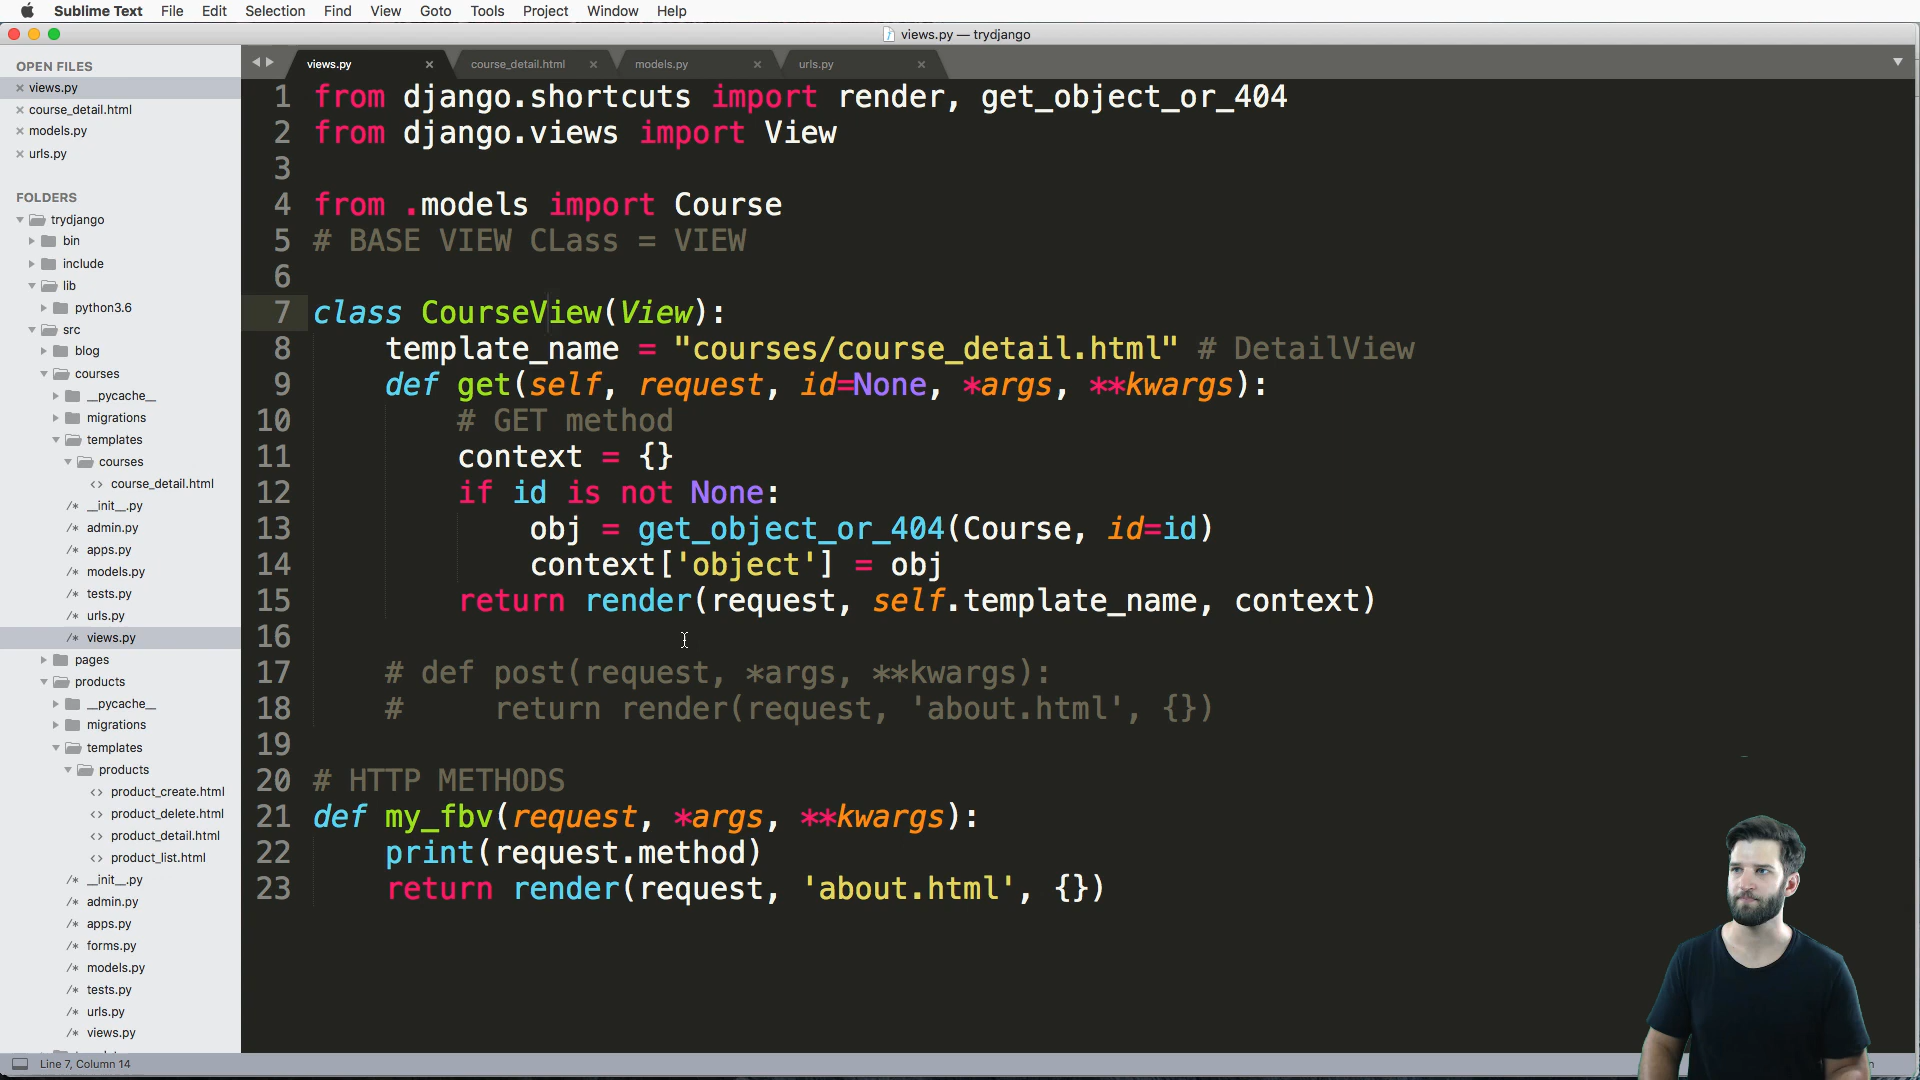 Sublime Text File Edit Selection Find View Goto Tools Project Window Help
views.py — trydjango
OPEN FILES
views.py
course_detail.html
models.py
urls.py
FOLDERS
trydjango
bin
include
lib
python3.6
src
blog
courses
__pycache__
migrations
templates
courses
course_detail.html
__init__.py
admin.py
apps.py
models.py
tests.py
urls.py
views.py
pages
products
__pycache__
migrations
templates
products
product_create.html
product_delete.html
product_detail.html
product_list.html
__init__.py
admin.py
apps.py
forms.py
models.py
tests.py
urls.py
views.py
views.py course_detail.html models.py urls.py
1 from django.shortcuts import render, get_object_or_404
2 from django.views import View
3
4 from .models import Course
5 # BASE VIEW CLass = VIEW
6
7 class CourseView(View):
8 template_name = "courses/course_detail.html" # DetailView
9 def get(self, request, id=None, *args, **kwargs):
10 # GET method
11 context = {}
12 if id is not None:
13 obj = get_object_or_404(Course, id=id)
14 context['object'] = obj
15 return render(request, self.template_name, context)
16
17 # def post(request, *args, **kwargs):
18 # return render(request, 'about.html', {})
19
20 # HTTP METHODS
21 def my_fbv(request, *args, **kwargs):
22 print(request.method)
23 return render(request, 'about.html', {})
Line 7, Column 14